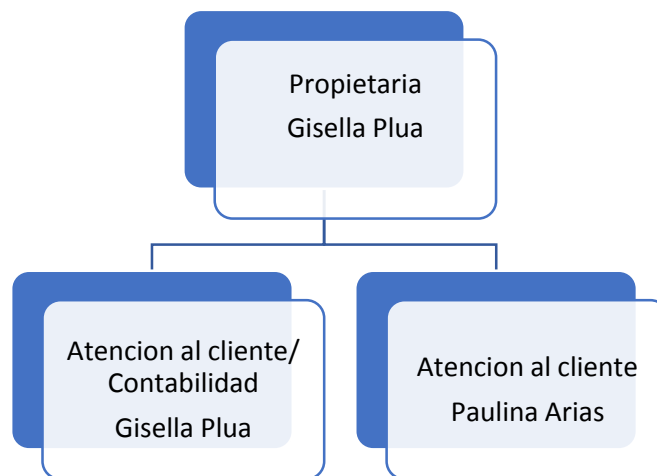 Propietaria
Gisella Plua
Atencion al cliente/
Contabilidad
Gisella Plua
Atencion al cliente
Paulina Arias